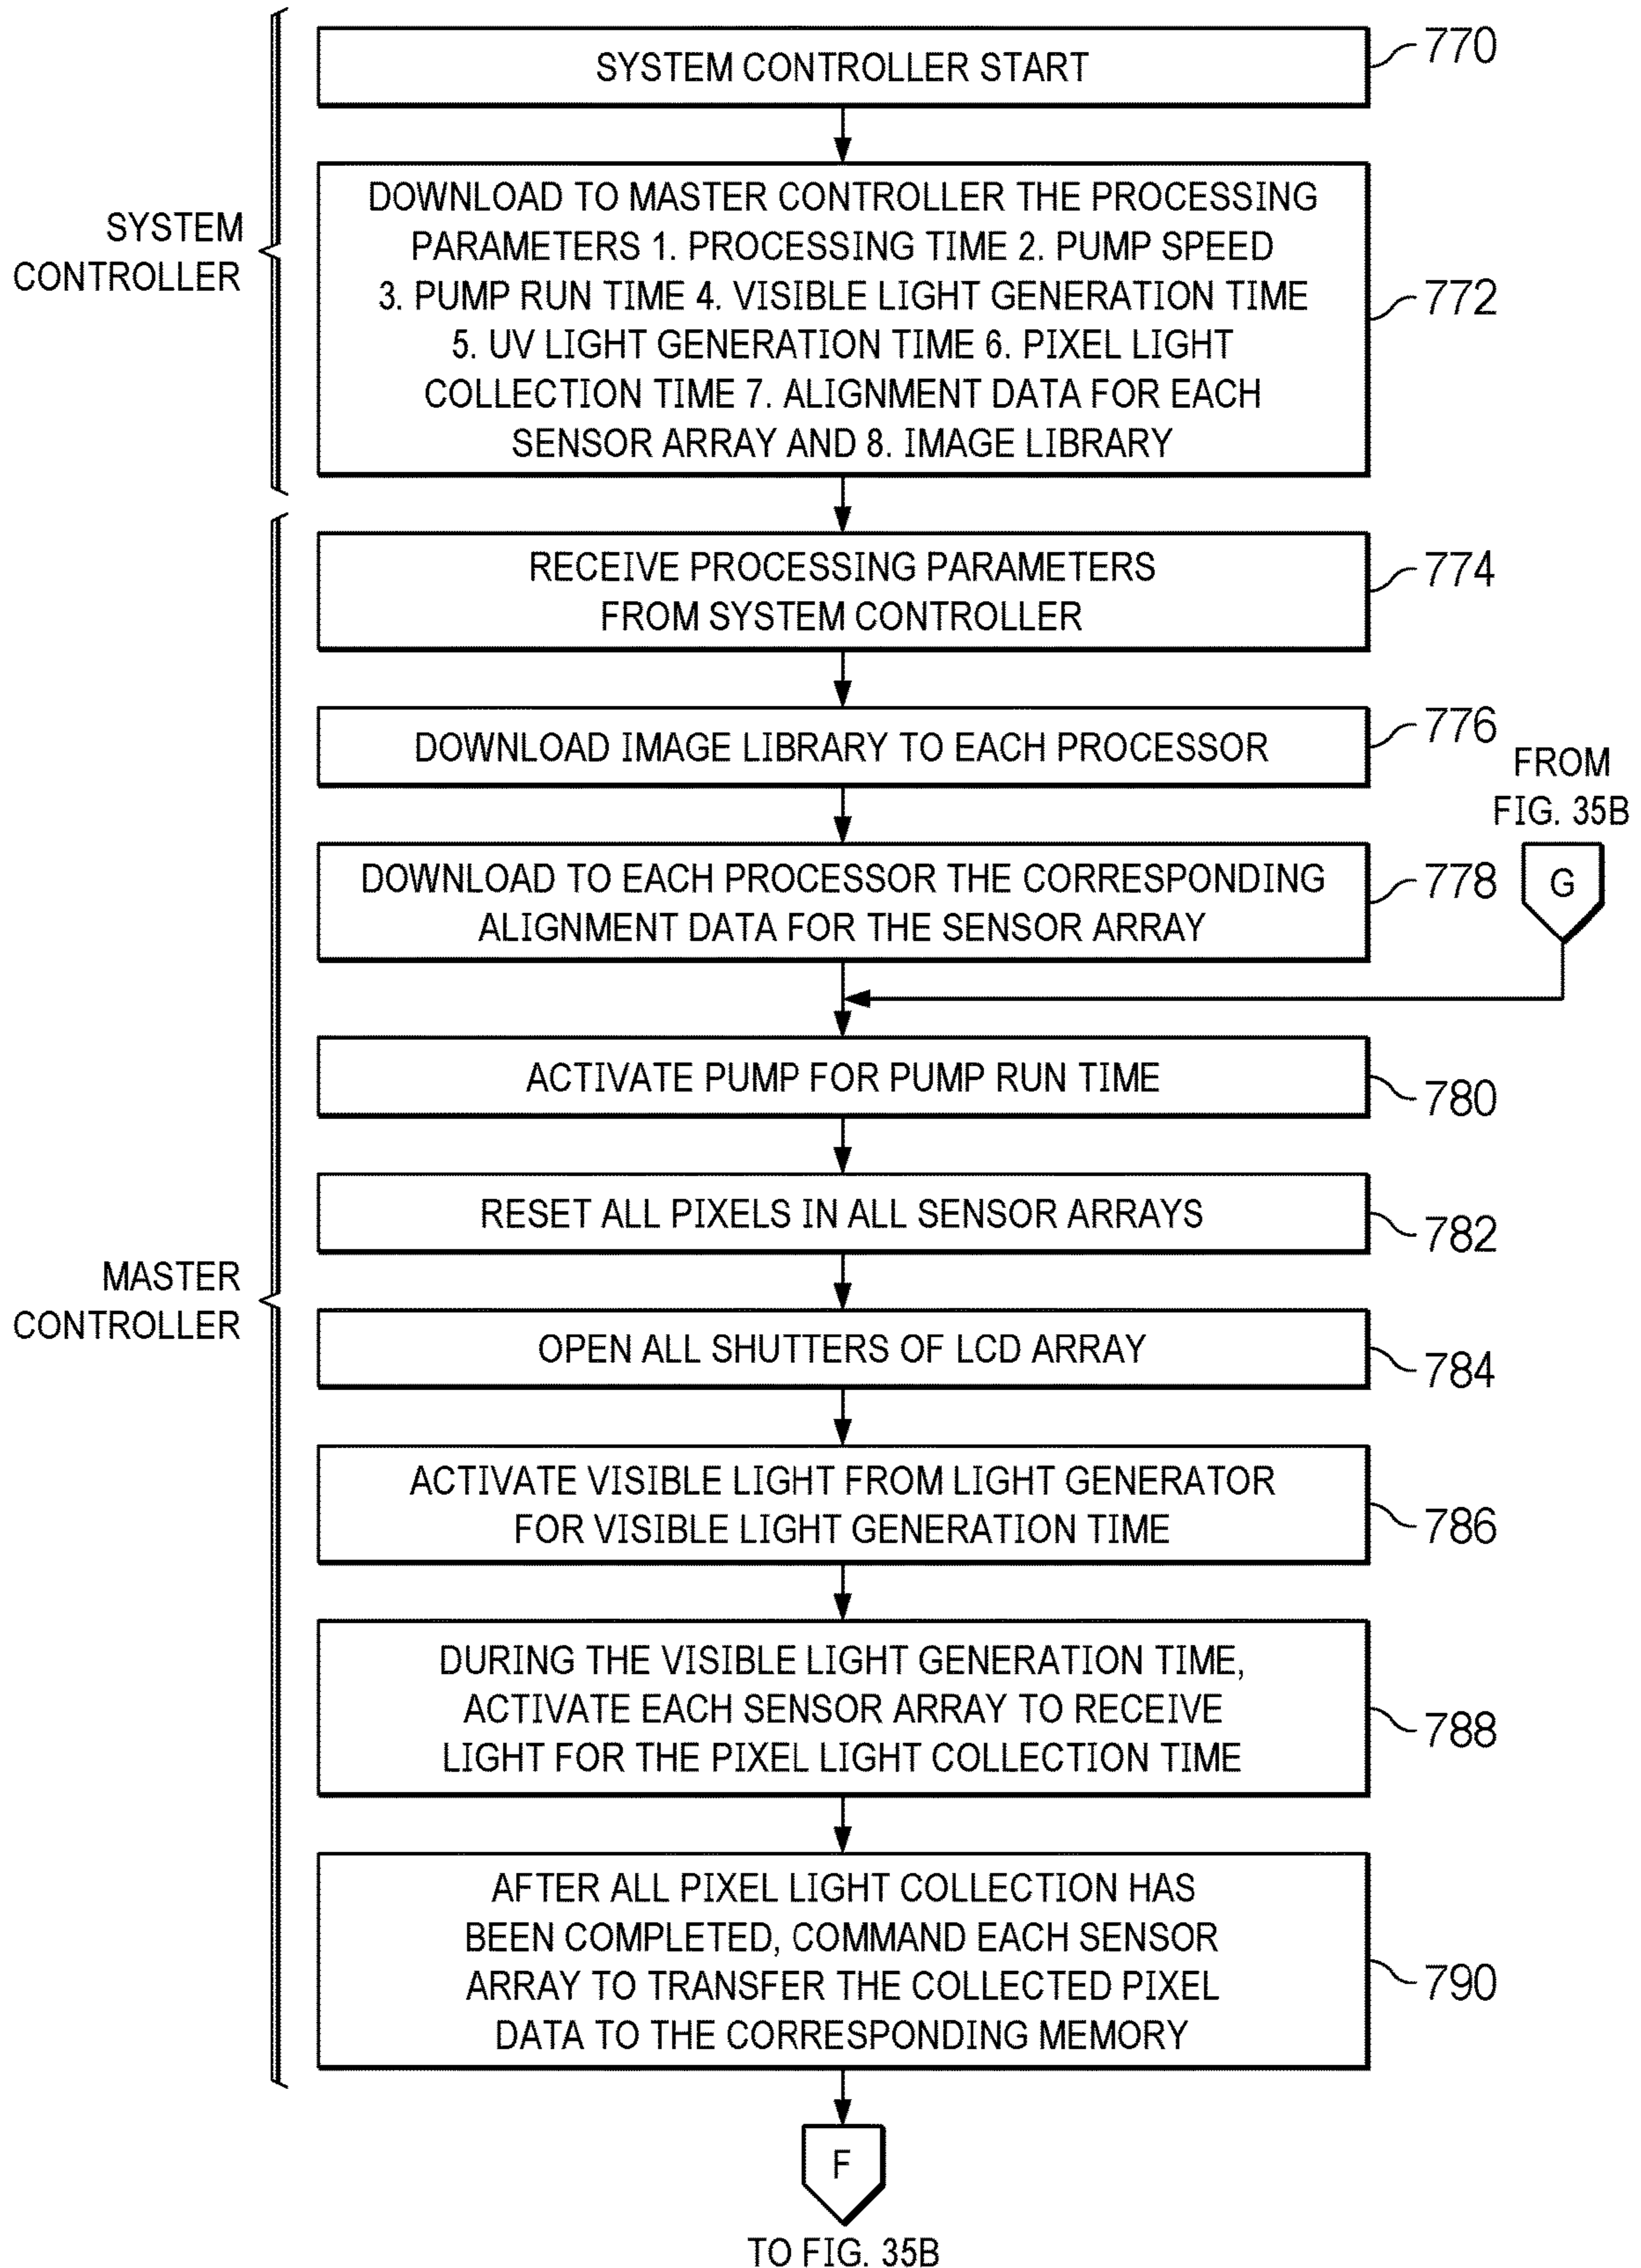 SYSTEM CONTROLLER START
770
SYSTEM
CONTROLLER
DOWNLOAD TO MASTER CONTROLLER THE PROCESSING
PARAMETERS 1. PROCESSING TIME 2. PUMP SPEED
3. PUMP RUN TIME 4. VISIBLE LIGHT GENERATION TIME
5. UV LIGHT GENERATION TIME 6. PIXEL LIGHT
COLLECTION TIME 7. ALIGNMENT DATA FOR EACH
SENSOR ARRAY AND 8. IMAGE LIBRARY
772
RECEIVE PROCESSING PARAMETERS
FROM SYSTEM CONTROLLER
774
DOWNLOAD IMAGE LIBRARY TO EACH PROCESSOR
776
FROM
FIG. 35B
G
DOWNLOAD TO EACH PROCESSOR THE CORRESPONDING
ALIGNMENT DATA FOR THE SENSOR ARRAY
778
ACTIVATE PUMP FOR PUMP RUN TIME
780
RESET ALL PIXELS IN ALL SENSOR ARRAYS
782
MASTER
CONTROLLER
OPEN ALL SHUTTERS OF LCD ARRAY
784
ACTIVATE VISIBLE LIGHT FROM LIGHT GENERATOR
FOR VISIBLE LIGHT GENERATION TIME
786
DURING THE VISIBLE LIGHT GENERATION TIME,
ACTIVATE EACH SENSOR ARRAY TO RECEIVE
LIGHT FOR THE PIXEL LIGHT COLLECTION TIME
788
AFTER ALL PIXEL LIGHT COLLECTION HAS
BEEN COMPLETED, COMMAND EACH SENSOR
ARRAY TO TRANSFER THE COLLECTED PIXEL
DATA TO THE CORRESPONDING MEMORY
790
F
TO FIG. 35B